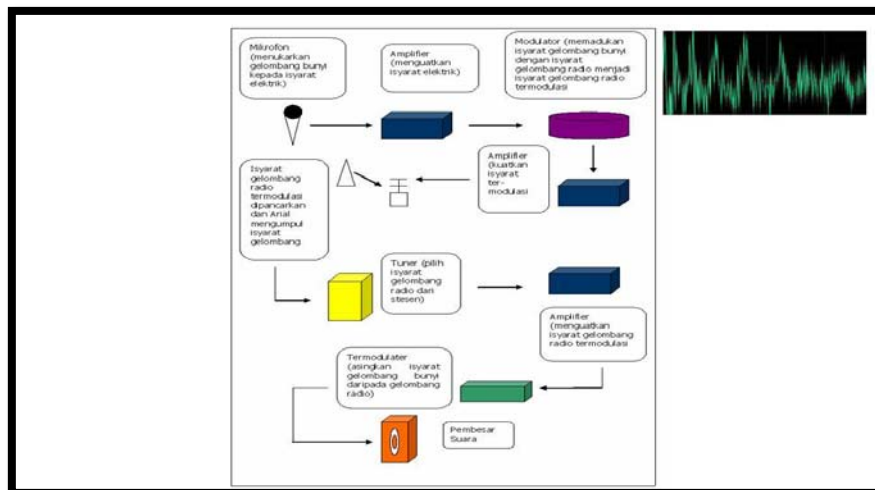 Mikrofon
(menukarkan
gelombang bunyi
kepada isyarat
elektrik)
Amplifier
(menguatkan
isyarat elektrik)
Modulator (memadukan
isyarat gelombang bunyi
dengan isyarat
gelombang radio menjadi
isyarat gelombang radio
termodulasi)
Isyarat
gelombang
radio
termodulasi
dipancarkan
dan Arial
mengumpul
isyarat
gelombang
Amplifier
(kuatkan
isyarat
ter-
modulasi
Tuner (pilih
isyarat
gelombang
radio dari
stesen)
Amplifier
(menguatkan
isyarat gelombang
radio termodulasi
Termodulater
(asingkan isyarat
gelombang bunyi
daripada gelombang
radio)
Pembesar
Suara